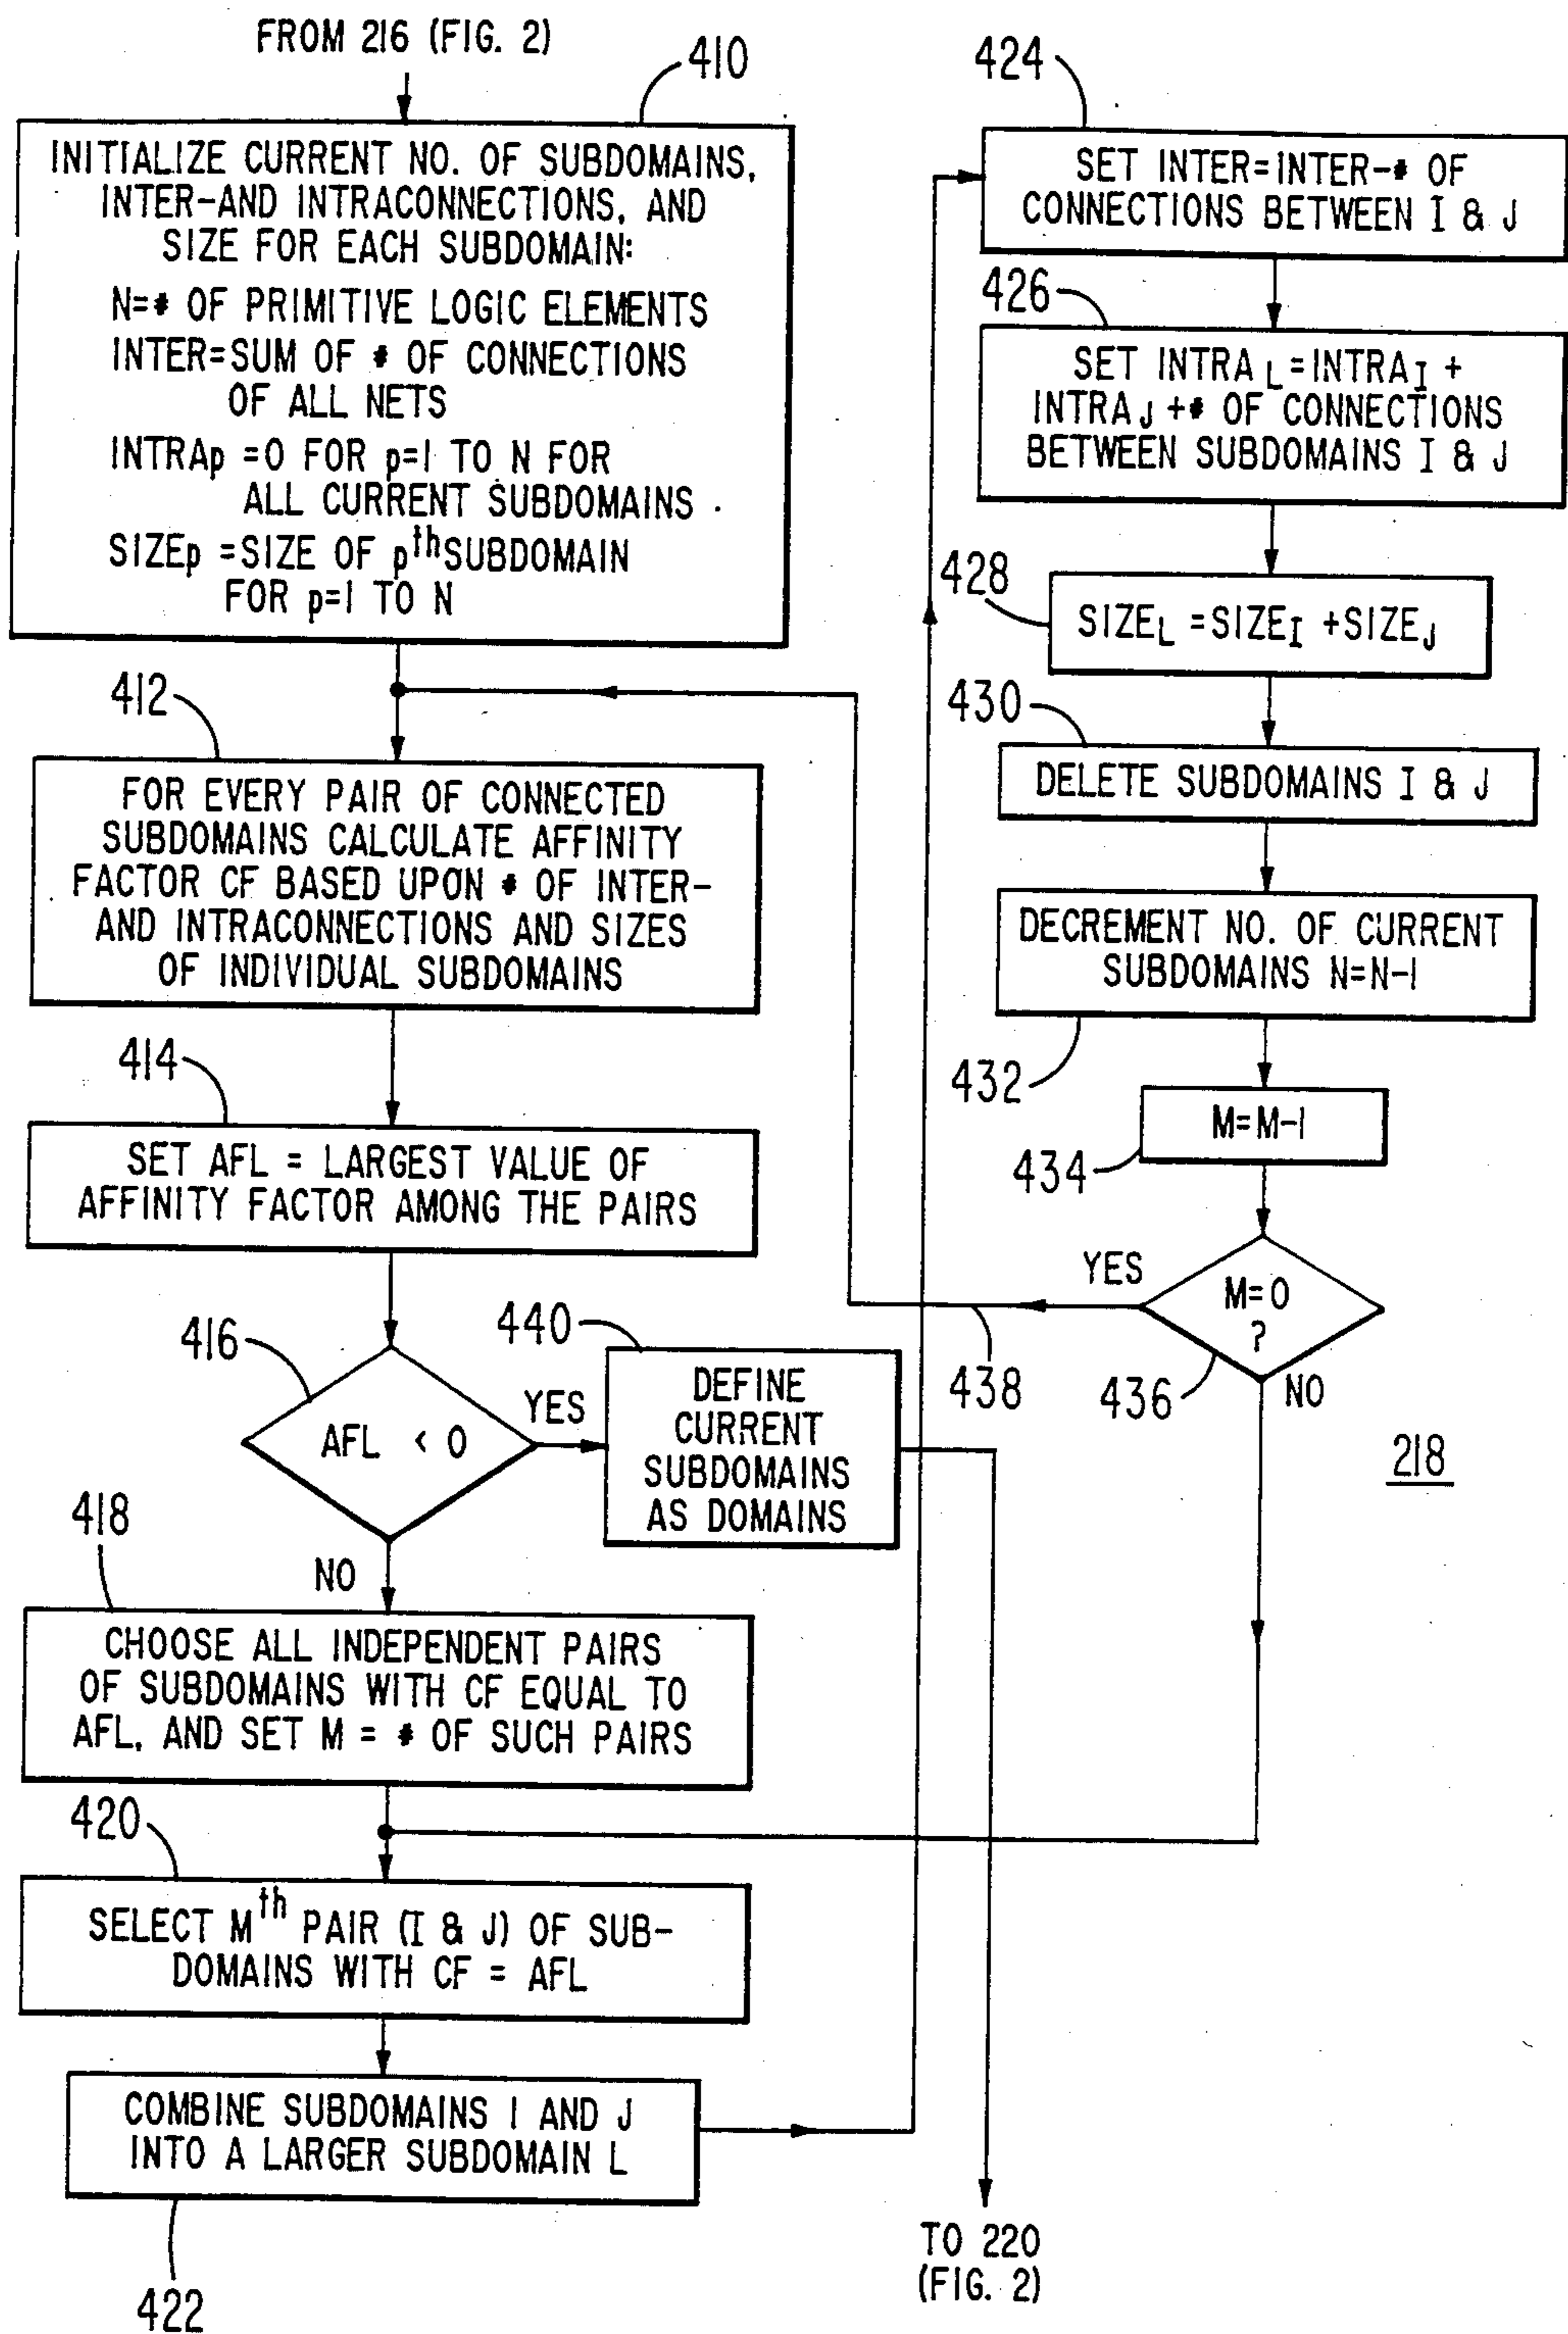 FROM 216 (FIG. 2)
410
INITIALIZE CURRENT NO. OF SUBDOMAINS,
INTER-AND INTRACONNECTIONS, AND
SIZE FOR EACH SUBDOMAIN:
N=# OF PRIMITIVE LOGIC ELEMENTS
INTER=SUM OF # OF CONNECTIONS
OF ALL NETS
INTRAp =0 FOR p=1 TO N FOR
ALL CURRENT SUBDOMAINS
SIZEp =SIZE OF pth SUBDOMAIN
FOR p=1 TO N
412
FOR EVERY PAIR OF CONNECTED
SUBDOMAINS CALCULATE AFFINITY
FACTOR CF BASED UPON # OF INTER-
AND INTRACONNECTIONS AND SIZES
OF INDIVIDUAL SUBDOMAINS
414
SET AFL = LARGEST VALUE OF
AFFINITY FACTOR AMONG THE PAIRS
416
AFL < 0
YES
NO
440
DEFINE
CURRENT
SUBDOMAINS
AS DOMAINS
418
CHOOSE ALL INDEPENDENT PAIRS
OF SUBDOMAINS WITH CF EQUAL TO
AFL, AND SET M = # OF SUCH PAIRS
420
SELECT Mth PAIR (I & J) OF SUB-
DOMAINS WITH CF = AFL
COMBINE SUBDOMAINS I AND J
INTO A LARGER SUBDOMAIN L
422
424
SET INTER=INTER-# OF
CONNECTIONS BETWEEN I & J
426
SET INTRA L=INTRAI +
INTRAJ +# OF CONNECTIONS
BETWEEN SUBDOMAINS I & J
428
SIZEL =SIZEI +SIZEJ
430
DELETE SUBDOMAINS I & J
DECREMENT NO. OF CURRENT
SUBDOMAINS N=N-1
432
M=M-1
434
YES
M=0
?
438
436
NO
218
TO 220
(FIG. 2)